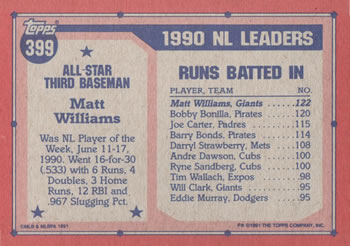 Topps
399
1990 NL LEADERS
ALL-STAR
THIRD BASEMAN
Matt
Williams
Was NL Player of the
Week, June 11-17,
1990. Went 16-for-30
(.533) with 6 Runs, 4
Doubles, 3 Home
Runs, 12 RBI and
.967 Slugging Pct.
RUNS BATTED IN
PLAYER, TEAM NO.
Matt Williams, Giants 122
Bobby Bonilla, Pirates 120
Joe Carter, Padres 115
Barry Bonds, Pirates 114
Darryl Strawberry, Mets 108
Andre Dawson, Cubs 100
Ryne Sandberg, Cubs 100
Tim Wallach, Expos 98
Will Clark, Giants 95
Eddie Murray, Dodgers 95
©MLB & MLBPA 1991
©1991 THE TOPPS COMPANY, INC.